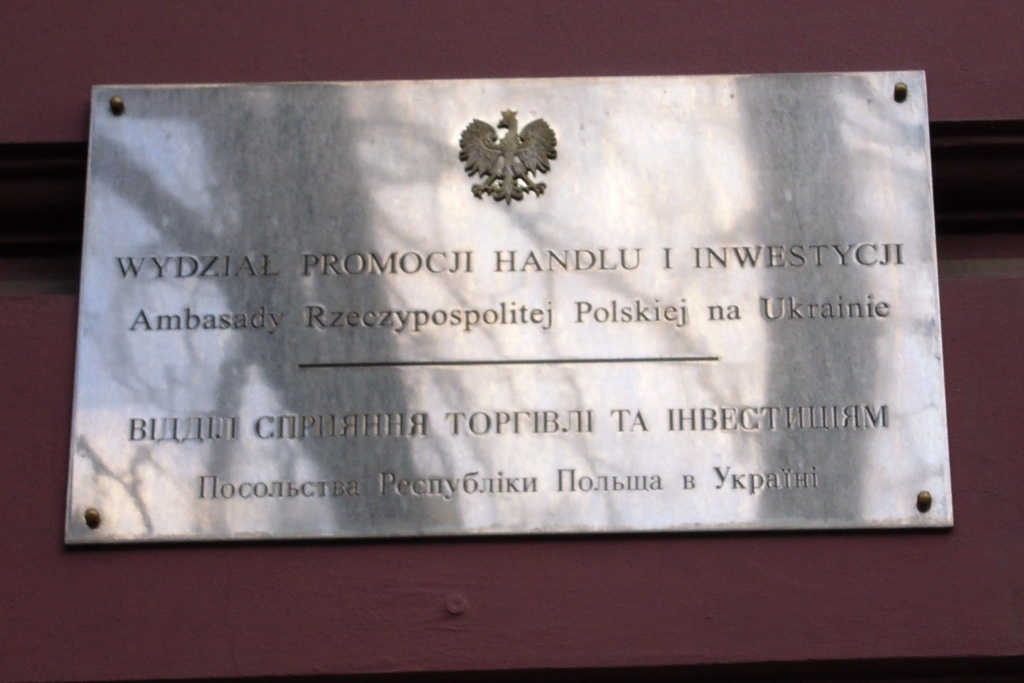 WYDZIAŁ PROMOCJI HANDLU I INWESTYCJI
Ambasady Rzeczypospolitej Polskiej na Ukrainie
ВІДДІЛ СПРИЯННЯ ТОРГІВЛІ ТА ІНВЕСТИЦІЯМ
Посольства Республіки Польща в Україні